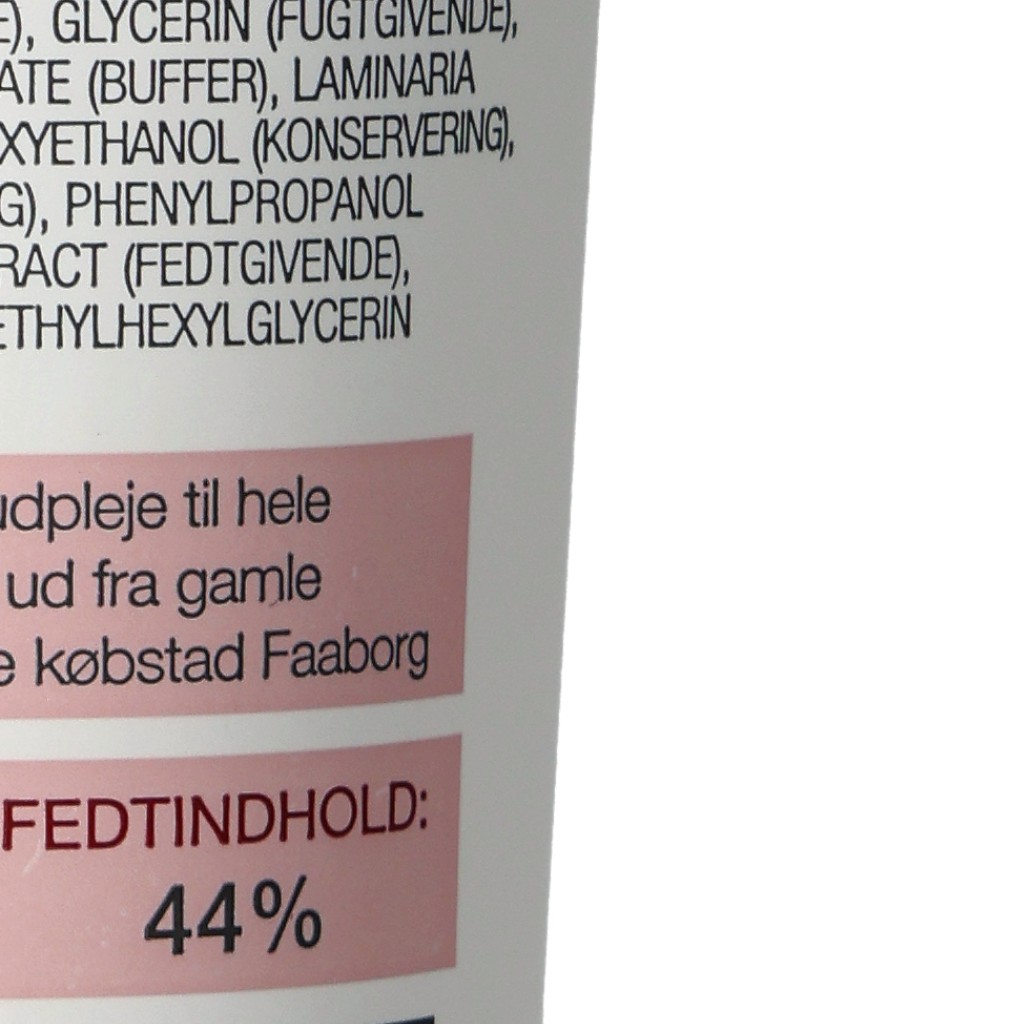 E), GLYCERIN (FUGTGIVENDE),
ATE (BUFFER), LAMINARIA
XYETHANOL (KONSERVERING),
G), PHENYLPROPANOL
RACT (FEDTGIVENDE),
ETHYLHEXYLGLYCERIN
udpleje til hele
ud fra gamle
e købstad Faaborg
FEDTINDHOLD:
44%